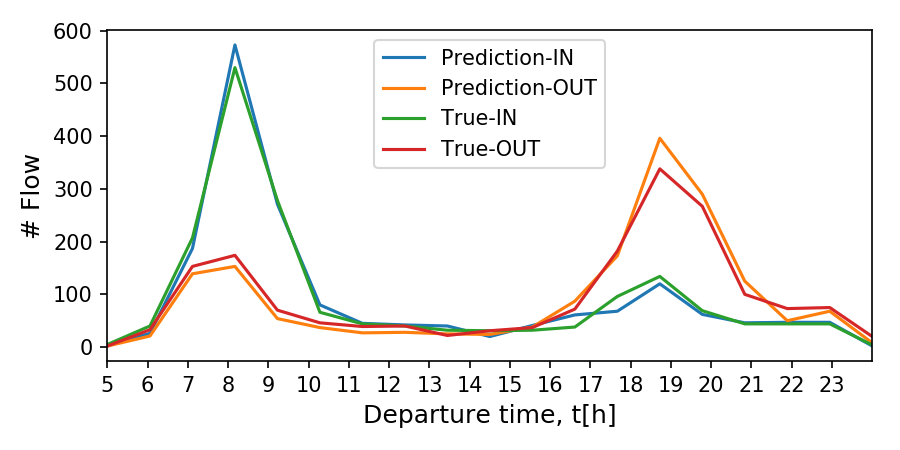 600
500
400
300
200
100
0
# Flow
Prediction-IN
Prediction-OUT
True-IN
True-OUT
5 6 7 8 9 10 11 12 13 14 15 16 17 18 19 20 21 22 23
Departure time, t[h]